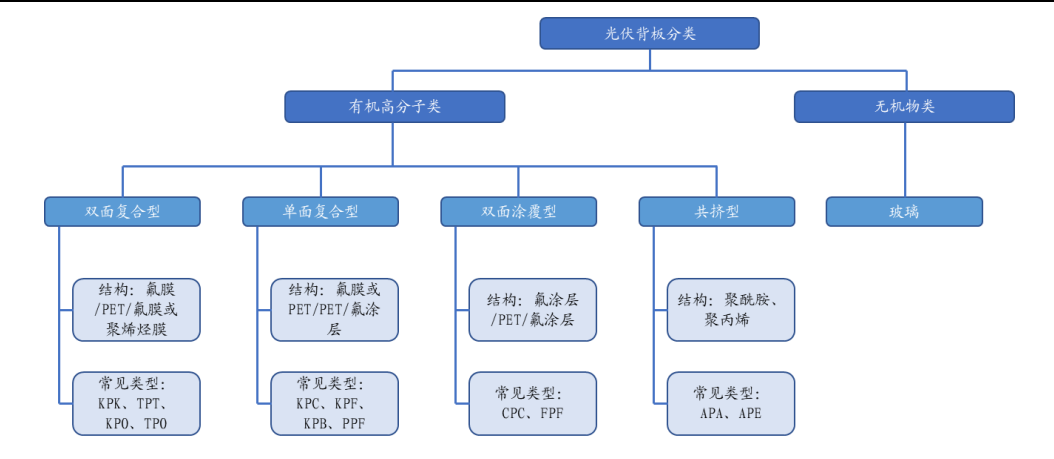 光伏背板分类
有机高分子类
无机物类
双面复合型
单面复合型
双面涂覆型
共挤型
玻璃
结构：氟膜
/PET/氟膜或
聚烯烃膜
结构：氟膜或
PET/PET/氟涂
层
结构：氟涂层
/PET/氟涂层
结构：聚酰胺、
聚丙烯
常见类型：
KPK、TPT、
KPO、TPO
常见类型：
KPC、KPF、
KPB、PPF
常见类型：
CPC、FPF
常见类型：
APA、APE